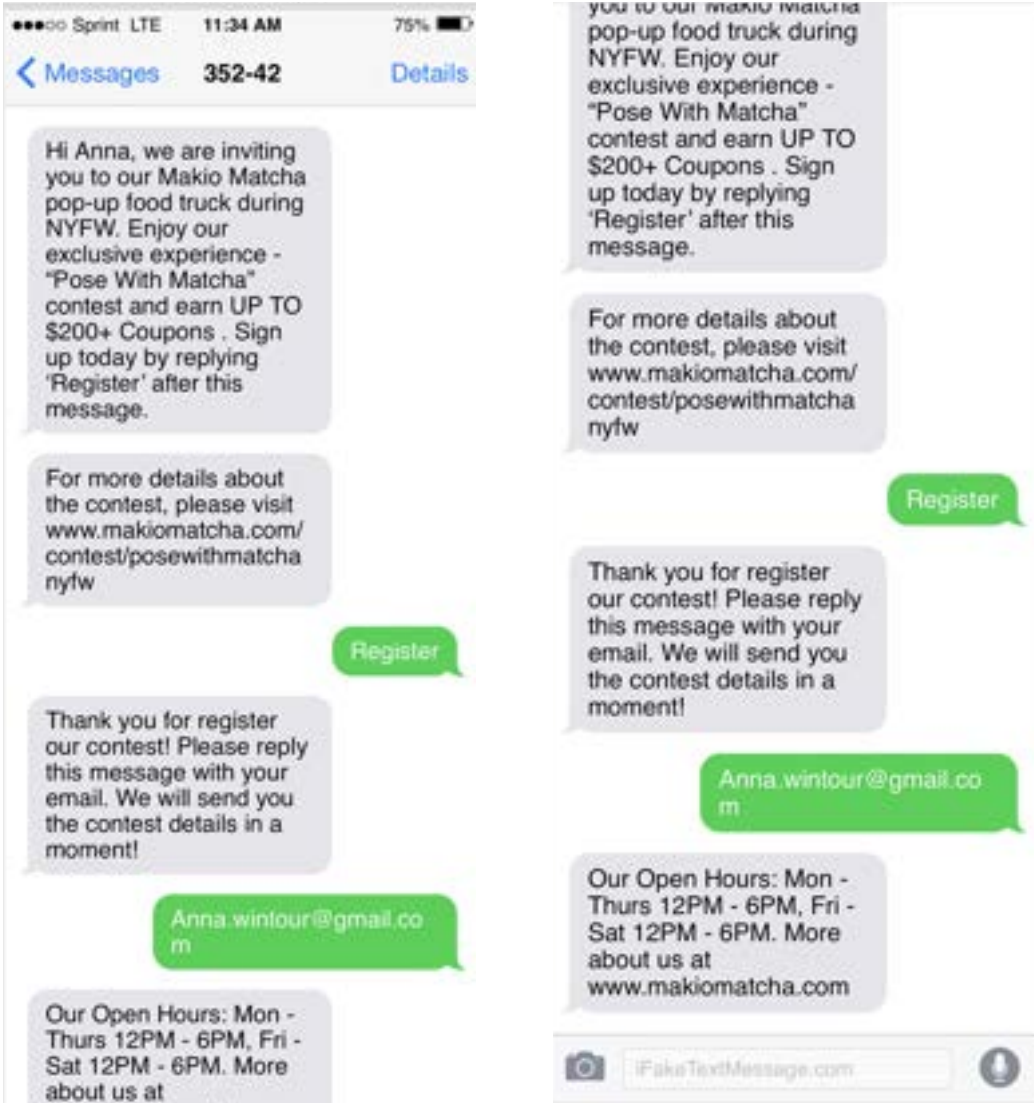 Sprint LTE 11:34 AM 75%
Messages 352-42 Details
Hi Anna, we are inviting
you to our Makio Matcha
pop-up food truck during
NYFW. Enjoy our
exclusive experience -
“Pose With Matcha”
contest and earn UP TO
$200+ Coupons . Sign
up today by replying
‘Register’ after this
message.
For more details about
the contest, please visit
www.makiomatcha.com/
contest/posewithmatcha
nyfw
Register
Thank you for register
our contest! Please reply
this message with your
email. We will send you
the contest details in a
moment!
Anna.wintour@gmail.co
m
Our Open Hours: Mon -
Thurs 12PM - 6PM, Fri -
Sat 12PM - 6PM. More
about us at
you to our Makio Matcha
pop-up food truck during
NYFW. Enjoy our
exclusive experience -
“Pose With Matcha”
contest and earn UP TO
$200+ Coupons . Sign
up today by replying
‘Register’ after this
message.
For more details about
the contest, please visit
www.makiomatcha.com/
contest/posewithmatcha
nyfw
Register
Thank you for register
our contest! Please reply
this message with your
email. We will send you
the contest details in a
moment!
Anna.wintour@gmail.co
m
Our Open Hours: Mon -
Thurs 12PM - 6PM, Fri -
Sat 12PM - 6PM. More
about us at
www.makiomatcha.com
iFakeTextMessage.com